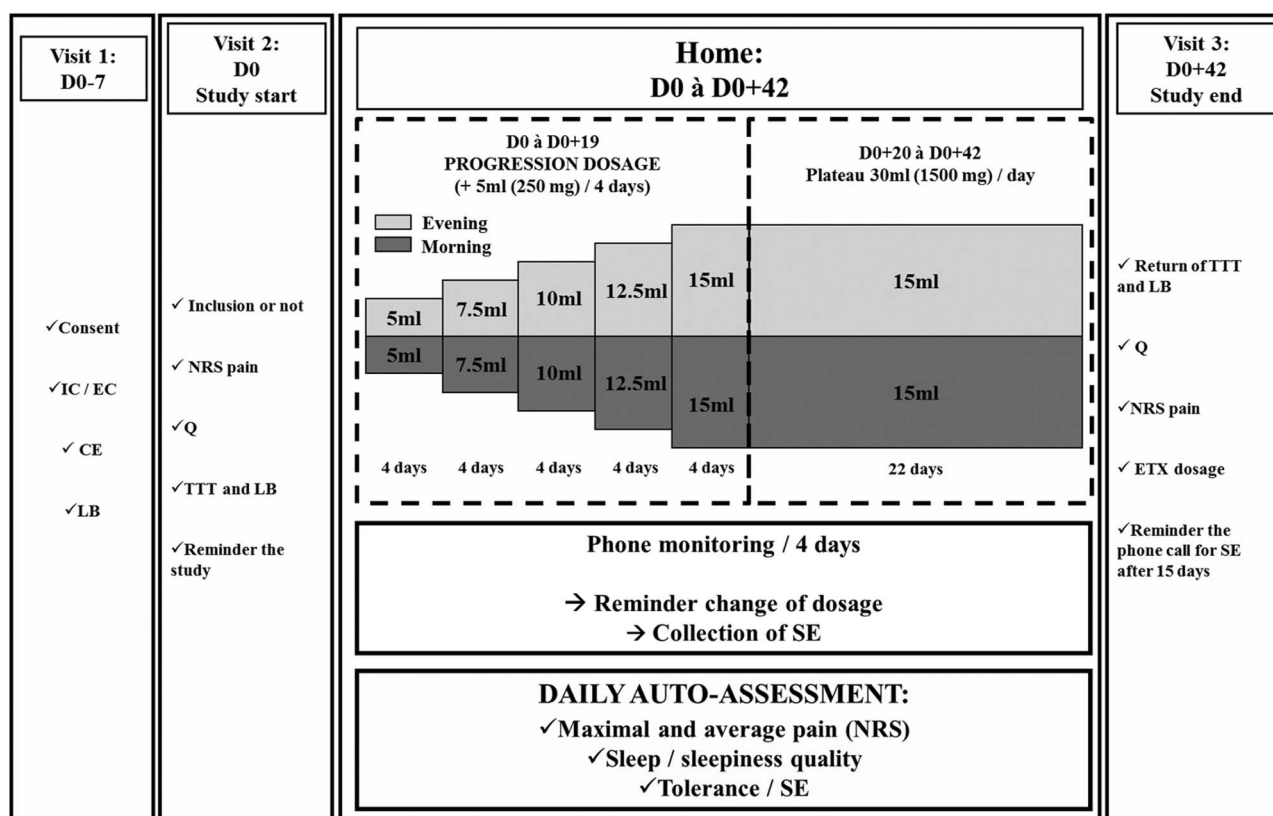 Visit 1:
D0-7
✓Consent
✓IC / EC
✓ CE
✓LB
Visit 2:
D0
Study start
✓ Inclusion or not
✓ NRS pain
✓Q
✓TTT and LB
✓Reminder the
study
Home:
D0 à D0+42
D0 à D0+19
PROGRESSION DOSAGE
(+ 5ml (250 mg) / 4 days)
Evening
Morning
5ml
7.5ml
10ml
12.5ml
15ml
5ml
7.5ml
10ml
12.5ml
15ml
4 days
4 days
4 days
4 days
4 days
D0+20 à D0+42
Plateau 30ml (1500 mg) / day
15ml
15ml
22 days
Phone monitoring / 4 days
→ Reminder change of dosage
→ Collection of SE
DAILY AUTO-ASSESSMENT:
✓Maximal and average pain (NRS)
✓Sleep / sleepiness quality
✓Tolerance / SE
Visit 3:
D0+42
Study end
✓ Return of TTT
and LB
✓ Q
✓NRS pain
✓ ETX dosage
✓Reminder the
phone call for SE
after 15 days